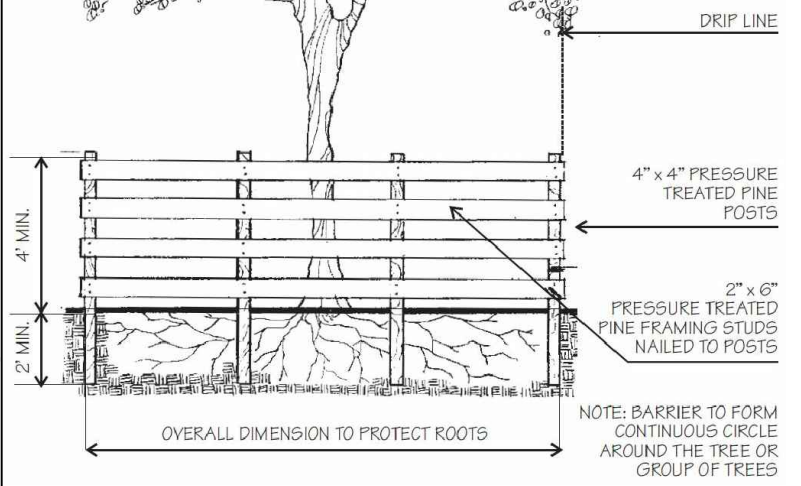 DRIP LINE
4" x 4" PRESSURE
TREATED PINE
POSTS
4' MIN.
2" x 6"
PRESSURE TREATED
PINE FRAMING STUDS
NAILED TO POSTS
2' MIN.
OVERALL DIMENSION TO PROTECT ROOTS
NOTE: BARRIER TO FORM
CONTINUOUS CIRCLE
AROUND THE TREE OR
GROUP OF TREES